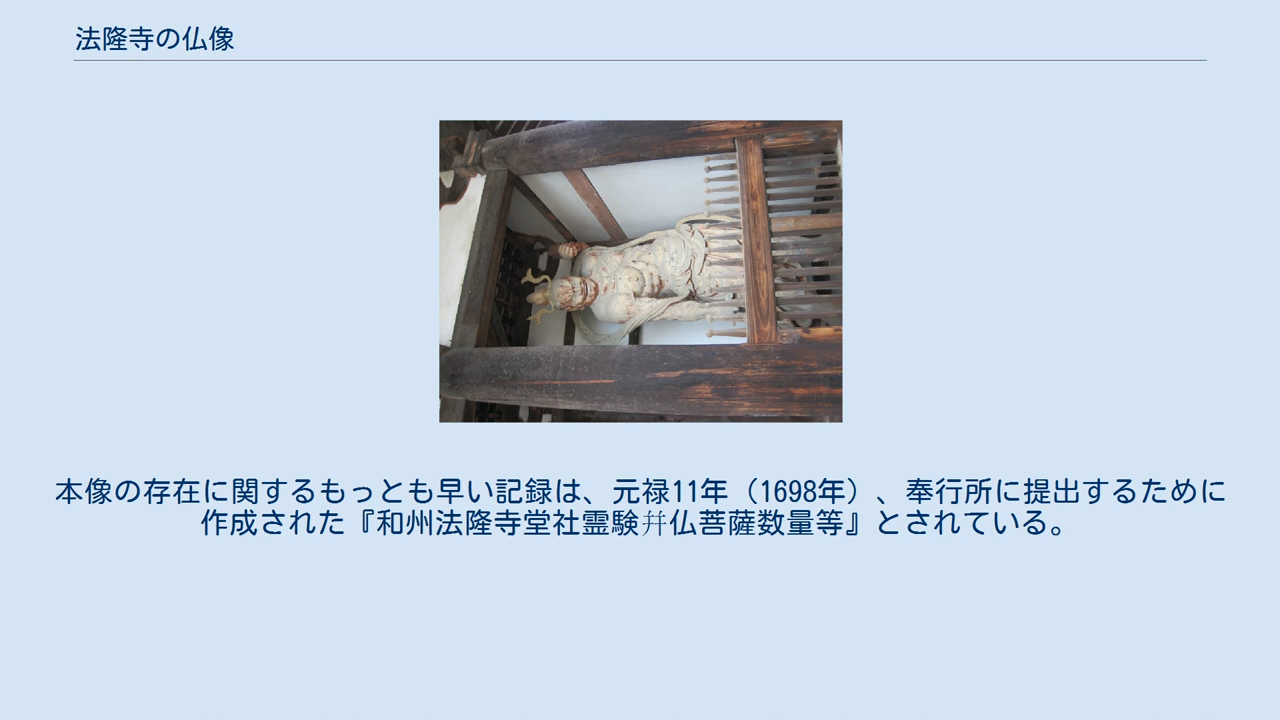 法隆寺の仏像
本像の存在に関するもっとも早い記録は、元禄11年（1698年）、奉行所に提出するために
作成された『和州法隆寺堂社霊験幷仏菩薩数量等』とされている。